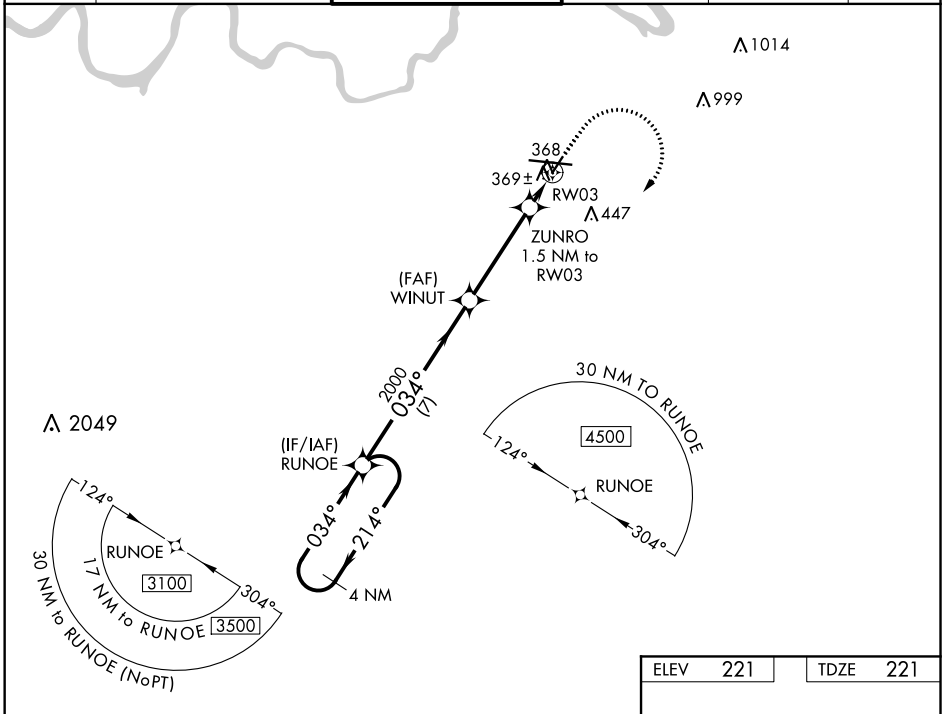 1014
999
368
369±
RW03
447
ZUNRO
1.5 NM to
RW03
(FAF)
WINUT
2000
034°
(7)
30 NM TO RUNOE
4500
124°
RUNOE
304°
2049
(IF/IAF)
RUNOE
034°
214°
4 NM
124°
RUNOE
3100
304°
17 NM to RUNOE
3500
30 NM to RUNOE (NoPT)
ELEV 221
TDZE 221